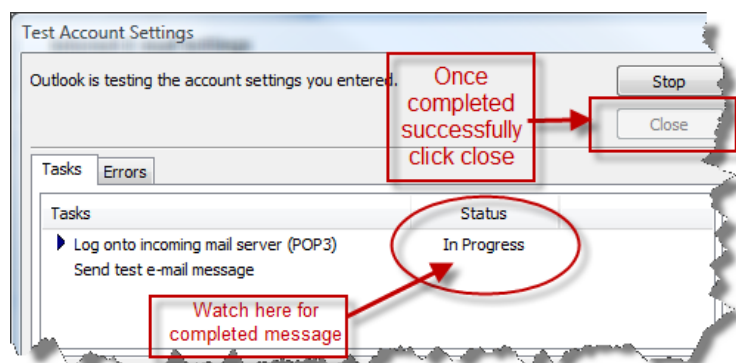 Test Account Settings
Outlook is testing the account settings you entered.
Once
completed
successfully
click close
Stop
Close
Tasks Errors
Tasks Status
Log onto incoming mail server (POP3) In Progress
Send test e-mail message
Watch here for
completed message